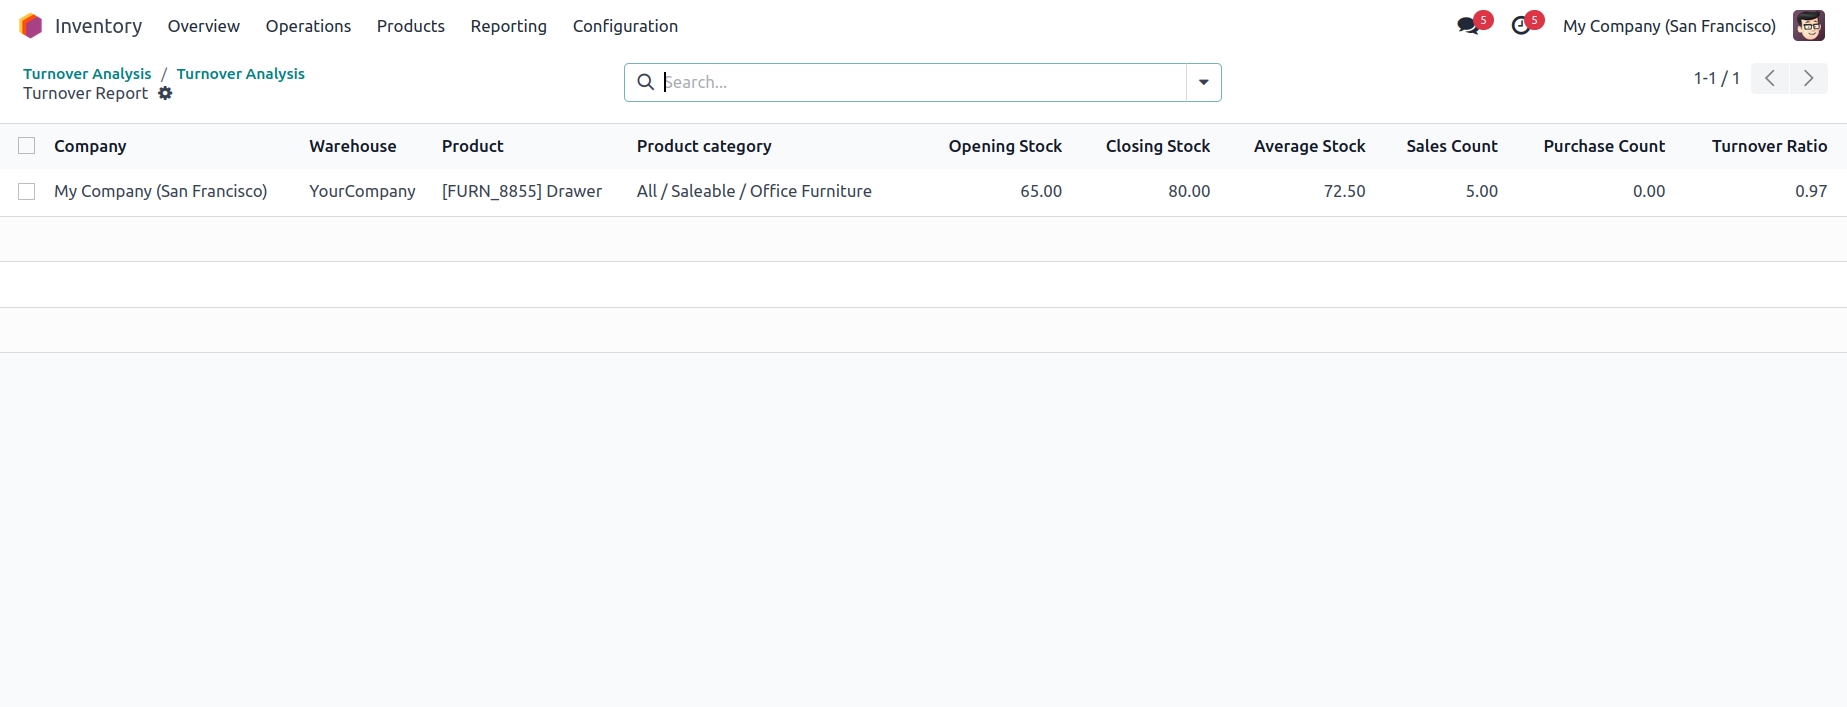 Inventory Overview Operations Products Reporting Configuration 5 5 My Company (San Francisco)
Turnover Analysis / Turnover Analysis
Turnover Report
Search...
1-1 / 1
Company Warehouse Product Product category Opening Stock Closing Stock Average Stock Sales Count Purchase Count Turnover Ratio
My Company (San Francisco) YourCompany [FURN_8855] Drawer All / Saleable / Office Furniture 65.00 80.00 72.50 5.00 0.00 0.97